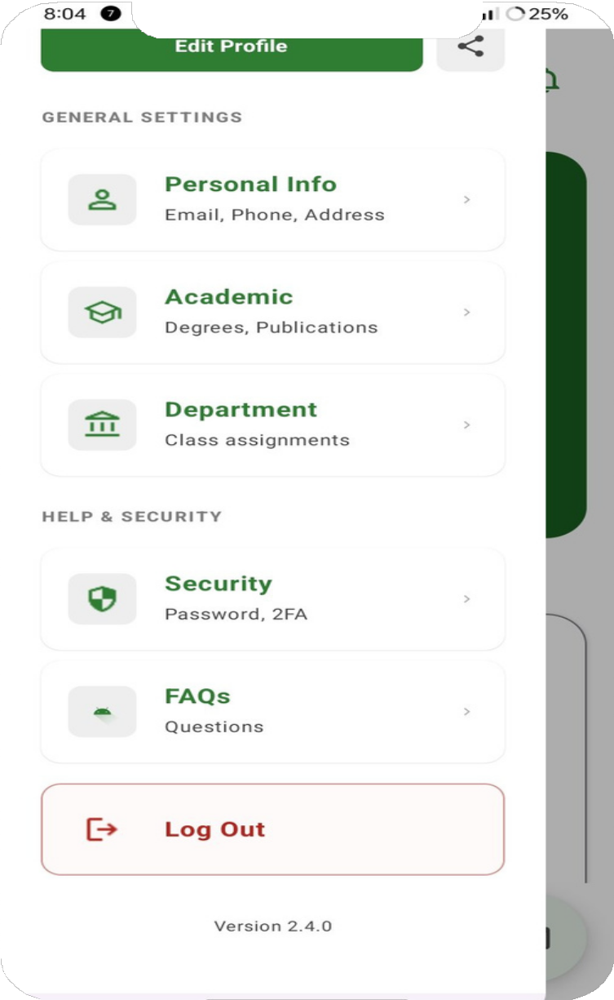 8:04 7 25%
Edit Profile
GENERAL SETTINGS
Personal Info
Email, Phone, Address
Academic
Degrees, Publications
Department
Class assignments
HELP & SECURITY
Security
Password, 2FA
FAQs
Questions
Log Out
Version 2.4.0